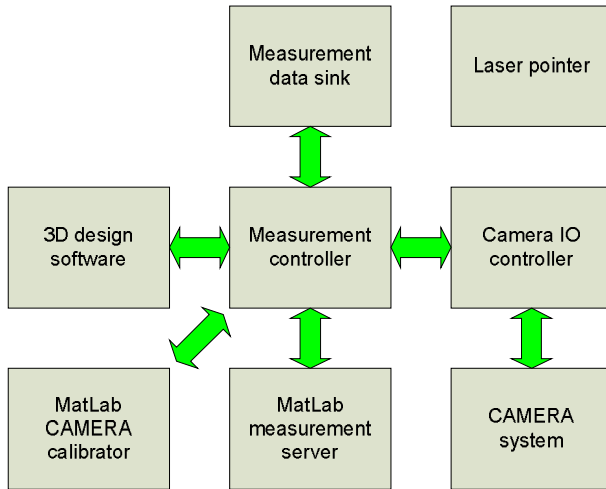 Measurement
data sink
Laser pointer
3D design
software
Measurement
controller
Camera IO
controller
MatLab
CAMERA
calibrator
MatLab
measurement
server
CAMERA
system